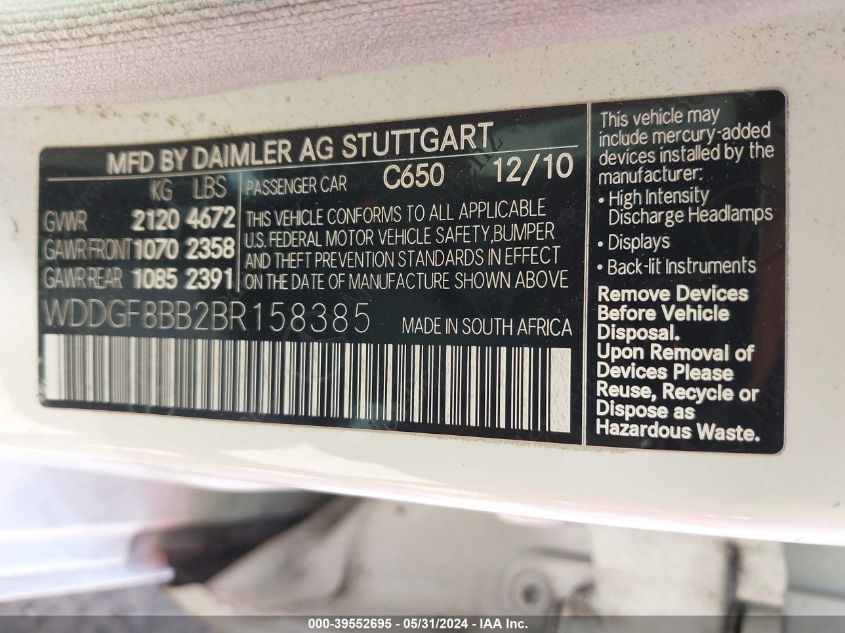 MFD BY DAIMLER AG STUTTGART
KG LBS
PASSENGER CAR C650 12/10
GVWR 2120 4672
GAWR FRONT 1070 2358
GAWR REAR 1085 2391
THIS VEHICLE CONFORMS TO ALL APPLICABLE
U.S. FEDERAL MOTOR VEHICLE SAFETY,BUMPER
AND THEFT PREVENTION STANDARDS IN EFFECT
ON THE DATE OF MANUFACTURE SHOWN ABOVE
WDDGF8BB2BR158385
MADE IN SOUTH AFRICA
This vehicle may
include mercury-added
devices installed by the
manufacturer:
• High Intensity
Discharge Headlamps
• Displays
• Back-lit Instruments
Remove Devices
Before Vehicle
Disposal.
Upon Removal of
Devices Please
Reuse, Recycle or
Dispose as
Hazardous Waste.
000-39552695 - 05/31/2024 - IAA Inc.